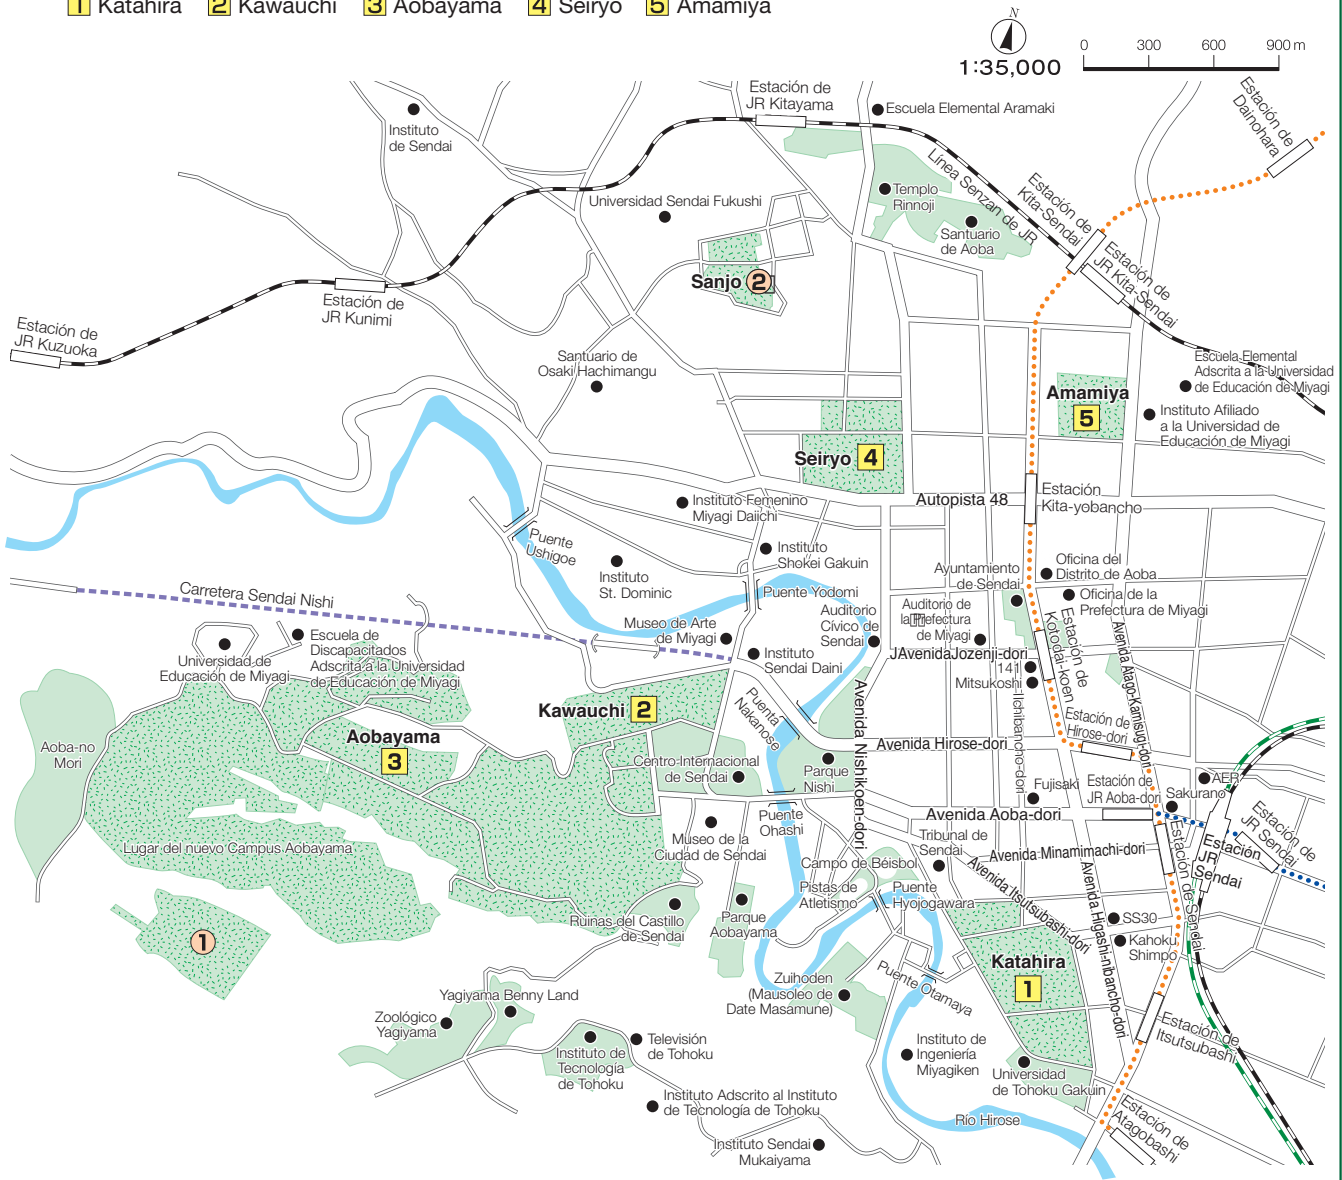 1 Katahira 2 Kawauchi 3 Aobayama 4 Seiryo 5 Amamiya
N
1:35,000
0 300 600 900 m
Estación de
JR Kitayama
Escuela Elemental Aramaki
Estación de
Dainohara
Instituto
de Sendai
Línea Senzan de JR
Estación de
Kita-Sendai
Universidad Sendai Fukushi
Templo
Rinnoji
Santuario
de Aoba
Estación de
JR Kita-Sendai
Sanjo 2
Estación de
JR Kunimi
Estación de
JR Kuzuoka
Santuario de
Osaki Hachimangu
Escuela Elemental
Adscrita a la Universidad
de Educación de Miyagi
Amamiya
5
Instituto Afiliado
a la Universidad de
Educación de Miyagi
Seiryo 4
Autopista 48
Estación
Kita-yobancho
Instituto Femenino
Miyagi Daiichi
Puente
Ushigoe
Instituto
Shokei Gakuin
Instituto
St. Dominic
Ayuntamiento
de Sendai
Oficina del
Distrito de Aoba
Oficina de la
Prefectura de Miyagi
Carretera Sendai Nishi
Puente Yodomi
Auditorio
Cívico de
Sendai
Auditorio de
la Prefectura
de Miyagi
Museo de Arte
de Miyagi
Instituto
Sendai Daini
Estación de
Kotodai-koen
Avenida Atago-Kamisugi-dori
Escuela de
Discapacitados
Adscrita a la Universidad
de Educación de Miyagi
Universidad de
Educación de Miyagi
JAvenidaJozenji-dori
141
Mitsukoshi
Ichibancho-dori
Kawauchi 2
Puenta
Nakanose
Avenida Nishikoen-dori
Estación de
Hirose-dori
Aobayama
3
Aoba-no
Mori
Avenida Hirose-dori
Centro Internacional
de Sendai
Parque
Nishi
Fujisaki
Estación de
JR Aoba-dori
AER
Sakurano
Puente
Ohashi
Avenida Aoba-dori
Estación de
JR Sendai
Museo de la
Ciudad de Sendai
Tribunal de
Sendai
Avenida Minamimachi-dori
Estación
JR
Sendai
Estación de Sendai
Lugar del nuevo Campus Aobayama
Campo de Béisbol
Avenida Itsutsubashi-dori
Avenida Higashi-nibancho-dori
Pistas de
Atletismo
Puente
Hyojogawara
Ruinas del Castillo
de Sendai
Parque
Aobayama
SS30
Kahoku
Shimpo
1
Katahira
1
Zuihoden
(Mausoleo de
Date Masamune)
Puente Otamaya
Yagiyama Benny Land
Zoológico
Yagiyama
Estación de
Itsutsubashi
Instituto de
Tecnología
de Tohoku
Televisión
de Tohoku
Instituto de
Ingeniería
Miyagiken
Universidad
de Tohoku Gakuin
Instituto Adscrito al Instituto
de Tecnología de Tohoku
Río Hirose
Estación de
Atagobashi
Instituto Sendai
Mukaiyama